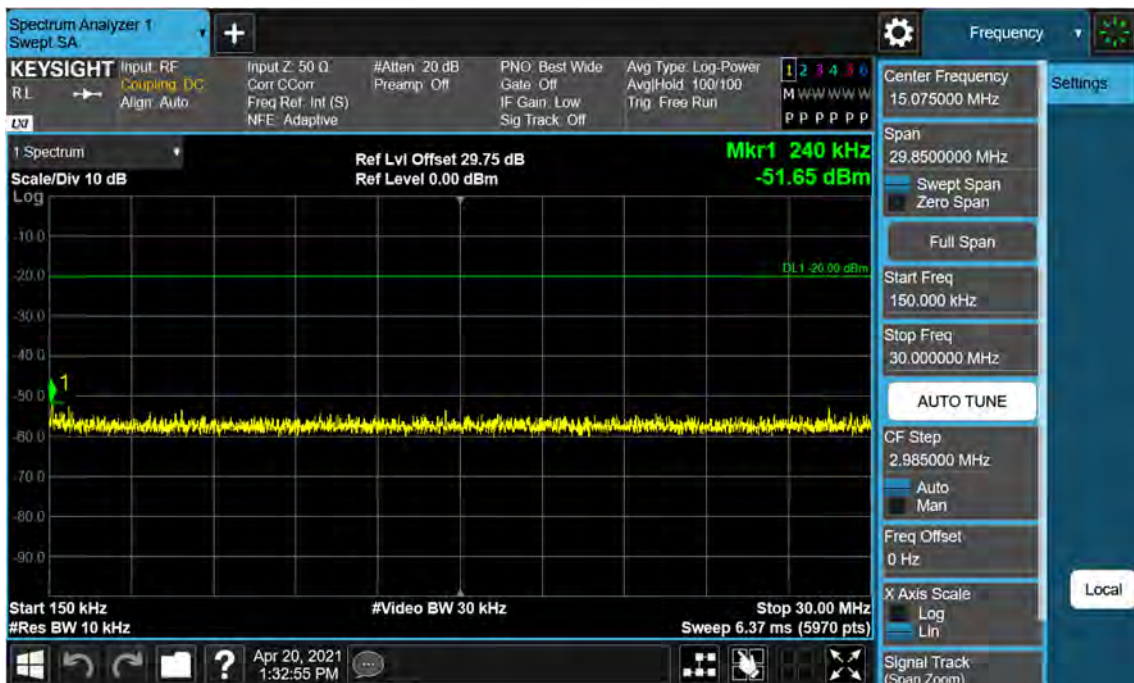 Spectrum Analyzer 1
Swept SA
+
Frequency
KEYSIGHT
RL
LXI
Input: RF
Coupling: DC
Align: Auto
Input Z: 50 Ω
Corr CCorr
Freq Ref: Int (S)
NFE: Adaptive
#Atten: 20 dB
Preamp: Off
PNO: Best Wide
Gate: Off
IF Gain: Low
Sig Track: Off
Avg Type: Log-Power
Avg|Hold: 100/100
Trig: Free Run
1 2 3 4 5 6
M W W W W W
P P P P P P
1 Spectrum
Scale/Div 10 dB
Log
Ref Lvl Offset 29.75 dB
Ref Level 0.00 dBm
Mkr1 240 kHz
-51.65 dBm
-10.0
-20.0
-30.0
-40.0
-50.0
-60.0
-70.0
-80.0
-90.0
DL1 -20.00 dBm
1
Start 150 kHz
#Res BW 10 kHz
#Video BW 30 kHz
Stop 30.00 MHz
Sweep 6.37 ms (5970 pts)
Center Frequency
15.075000 MHz
Settings
Span
29.8500000 MHz
Swept Span
Zero Span
Full Span
Start Freq
150.000 kHz
Stop Freq
30.000000 MHz
AUTO TUNE
CF Step
2.985000 MHz
Auto
Man
Freq Offset
0 Hz
X Axis Scale
Log
Lin
Local
Signal Track
(Span Zoom)
?
Apr 20, 2021
1:32:55 PM